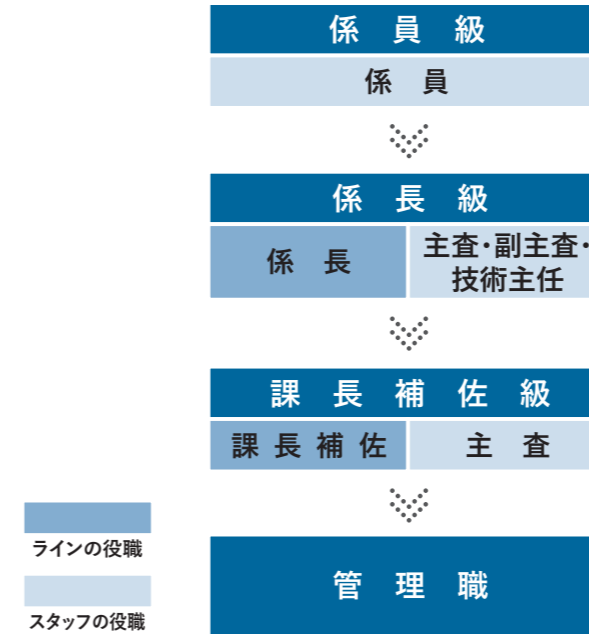 係員級
係員
係長級
係長
主査・副主査・
技術主任
課長補佐級
課長補佐
主査
管理職
ラインの役職
スタッフの役職